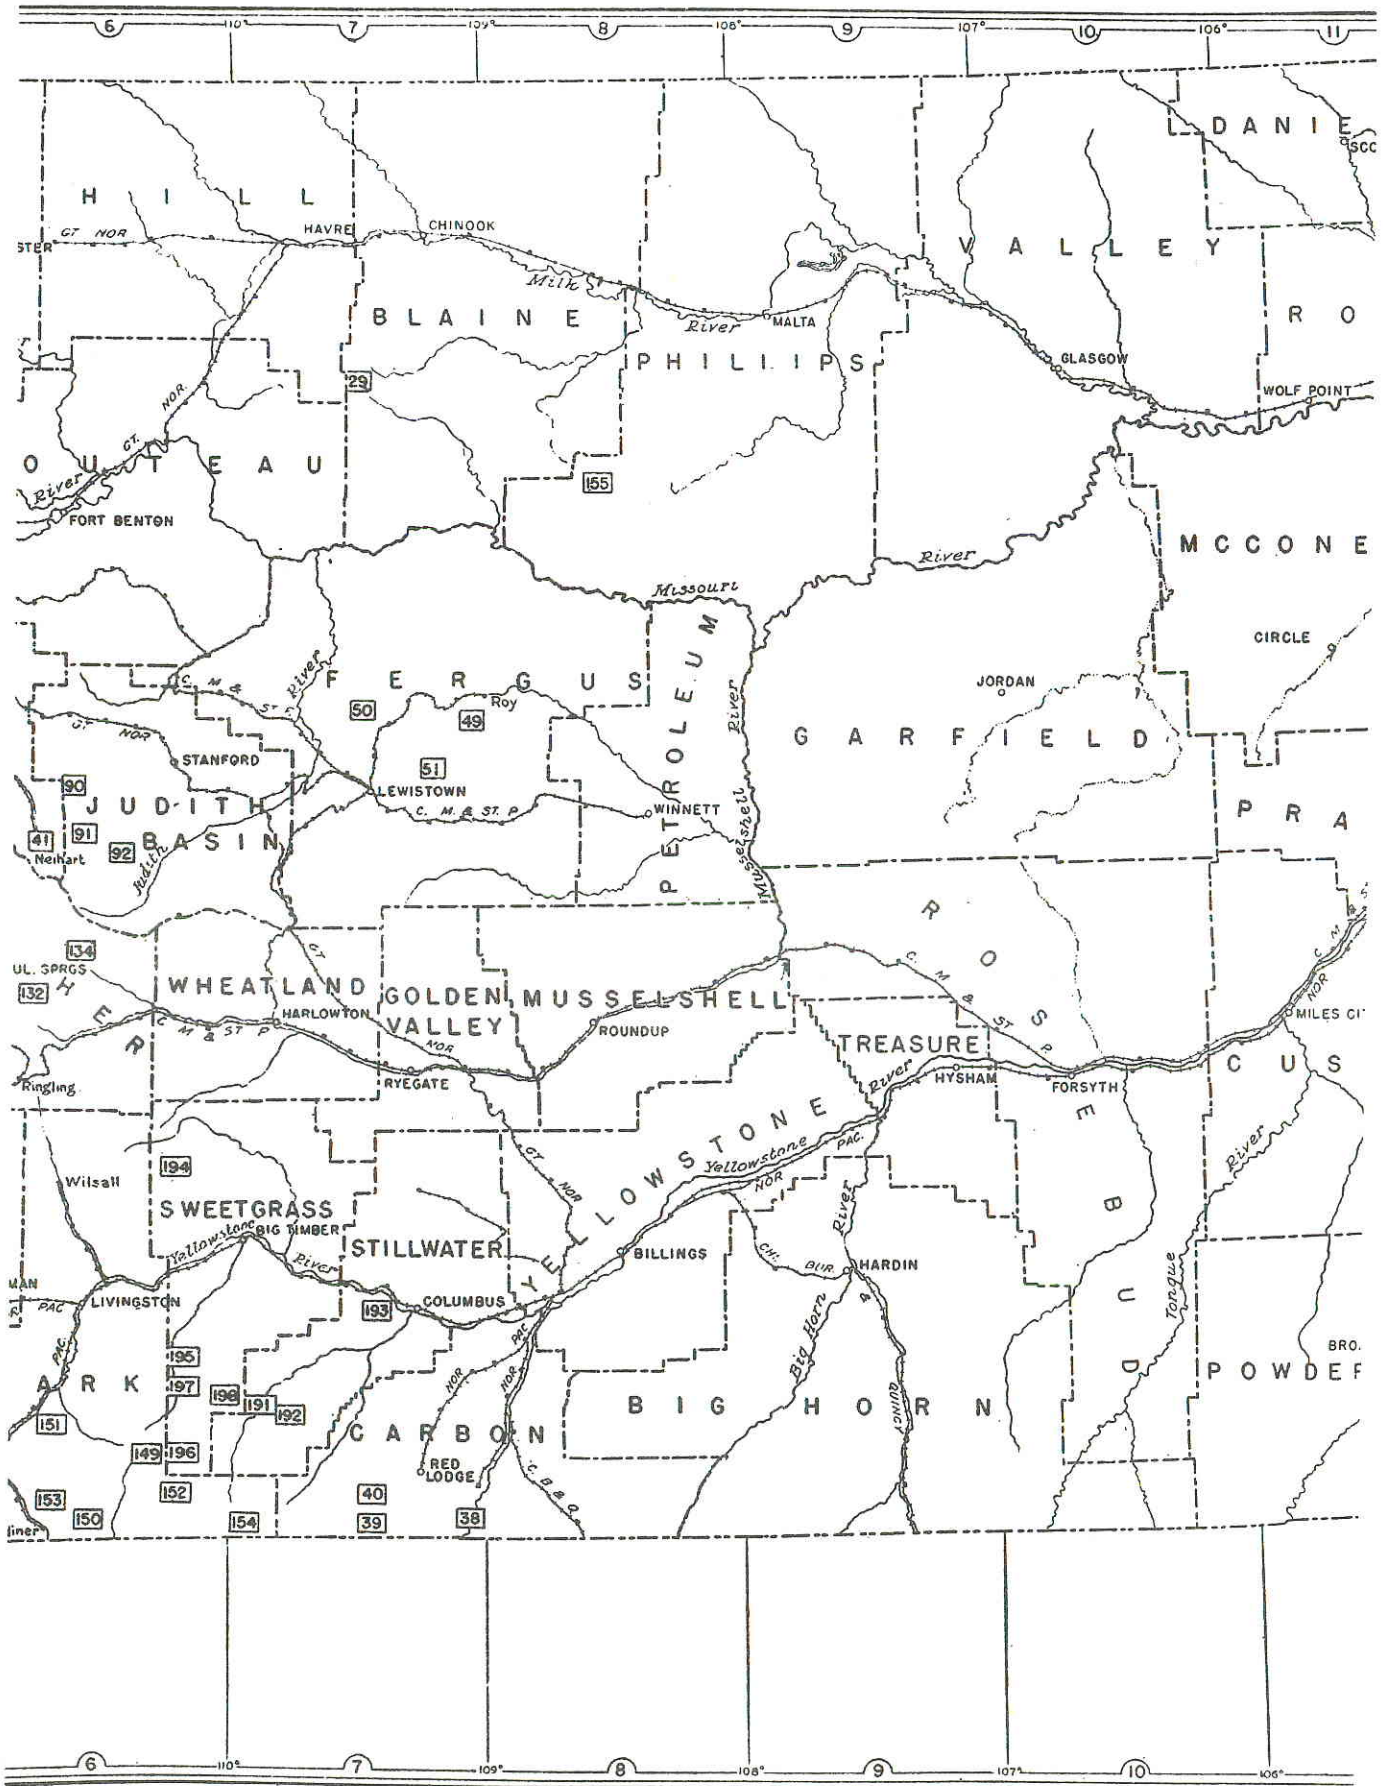 6 110° 7 109° 8 108° 9 107° 10 106° 11
DANIE
SCO
HILL
GT NOR
HAVRE
CHINOOK
STER
VALLEY
Milk
River
BLAINE
MALTA
RO
PHILLIPS
GLASGOW
29
NOR.
WOLF POINT
GT.
OUTEAU
River
155
FORT BENTON
MCCONE
River
Missouri
CIRCLE
FERGUS
PETROLEUM
River
C. M & ST P.
River
JORDAN
50
Roy
49
GT NOR
GARFIELD
STANFORD
51
90
LEWISTOWN
JUDITH
BASIN
C. M. & ST. P
WINNETT
PRA
41
91
92
Neihart
Judith
Musselshell
ROSEBUD
134
UL. SPRGS
132
HER
GT
NOR
WHEATLAND
GOLDEN
VALLEY
MUSSELSHELL
C. M & ST P
C M &
NOR
HARLOWTON
C M & ST P
ROUNDUP
MILES CI
TREASURE
RYEGATE
River
HYSHAM
FORSYTH
CUS
Ringling
YELLOWSTONE
GT
NOR
Yellowstone
PAC.
NOR
River
194
Wilsall
SWEETGRASS
BIG TIMBER
Yellowstone
River
STILLWATER
River
BILLINGS
CHI.
BUR.
HARDIN
&
QUINCY
MAN
PAC
LIVINGSTON
193
COLUMBUS
Big Horn
Tongue
PAC.
PAC
NOR
NOR
BRO.
195
ARK
197
198
191
192
POWDER
BIG HORN
151
CARBON
149
196
RED
LODGE
C. B & Q.
153
152
40
150
154
39
38
iner
6 110° 7 109° 8 108° 9 107° 10 106°